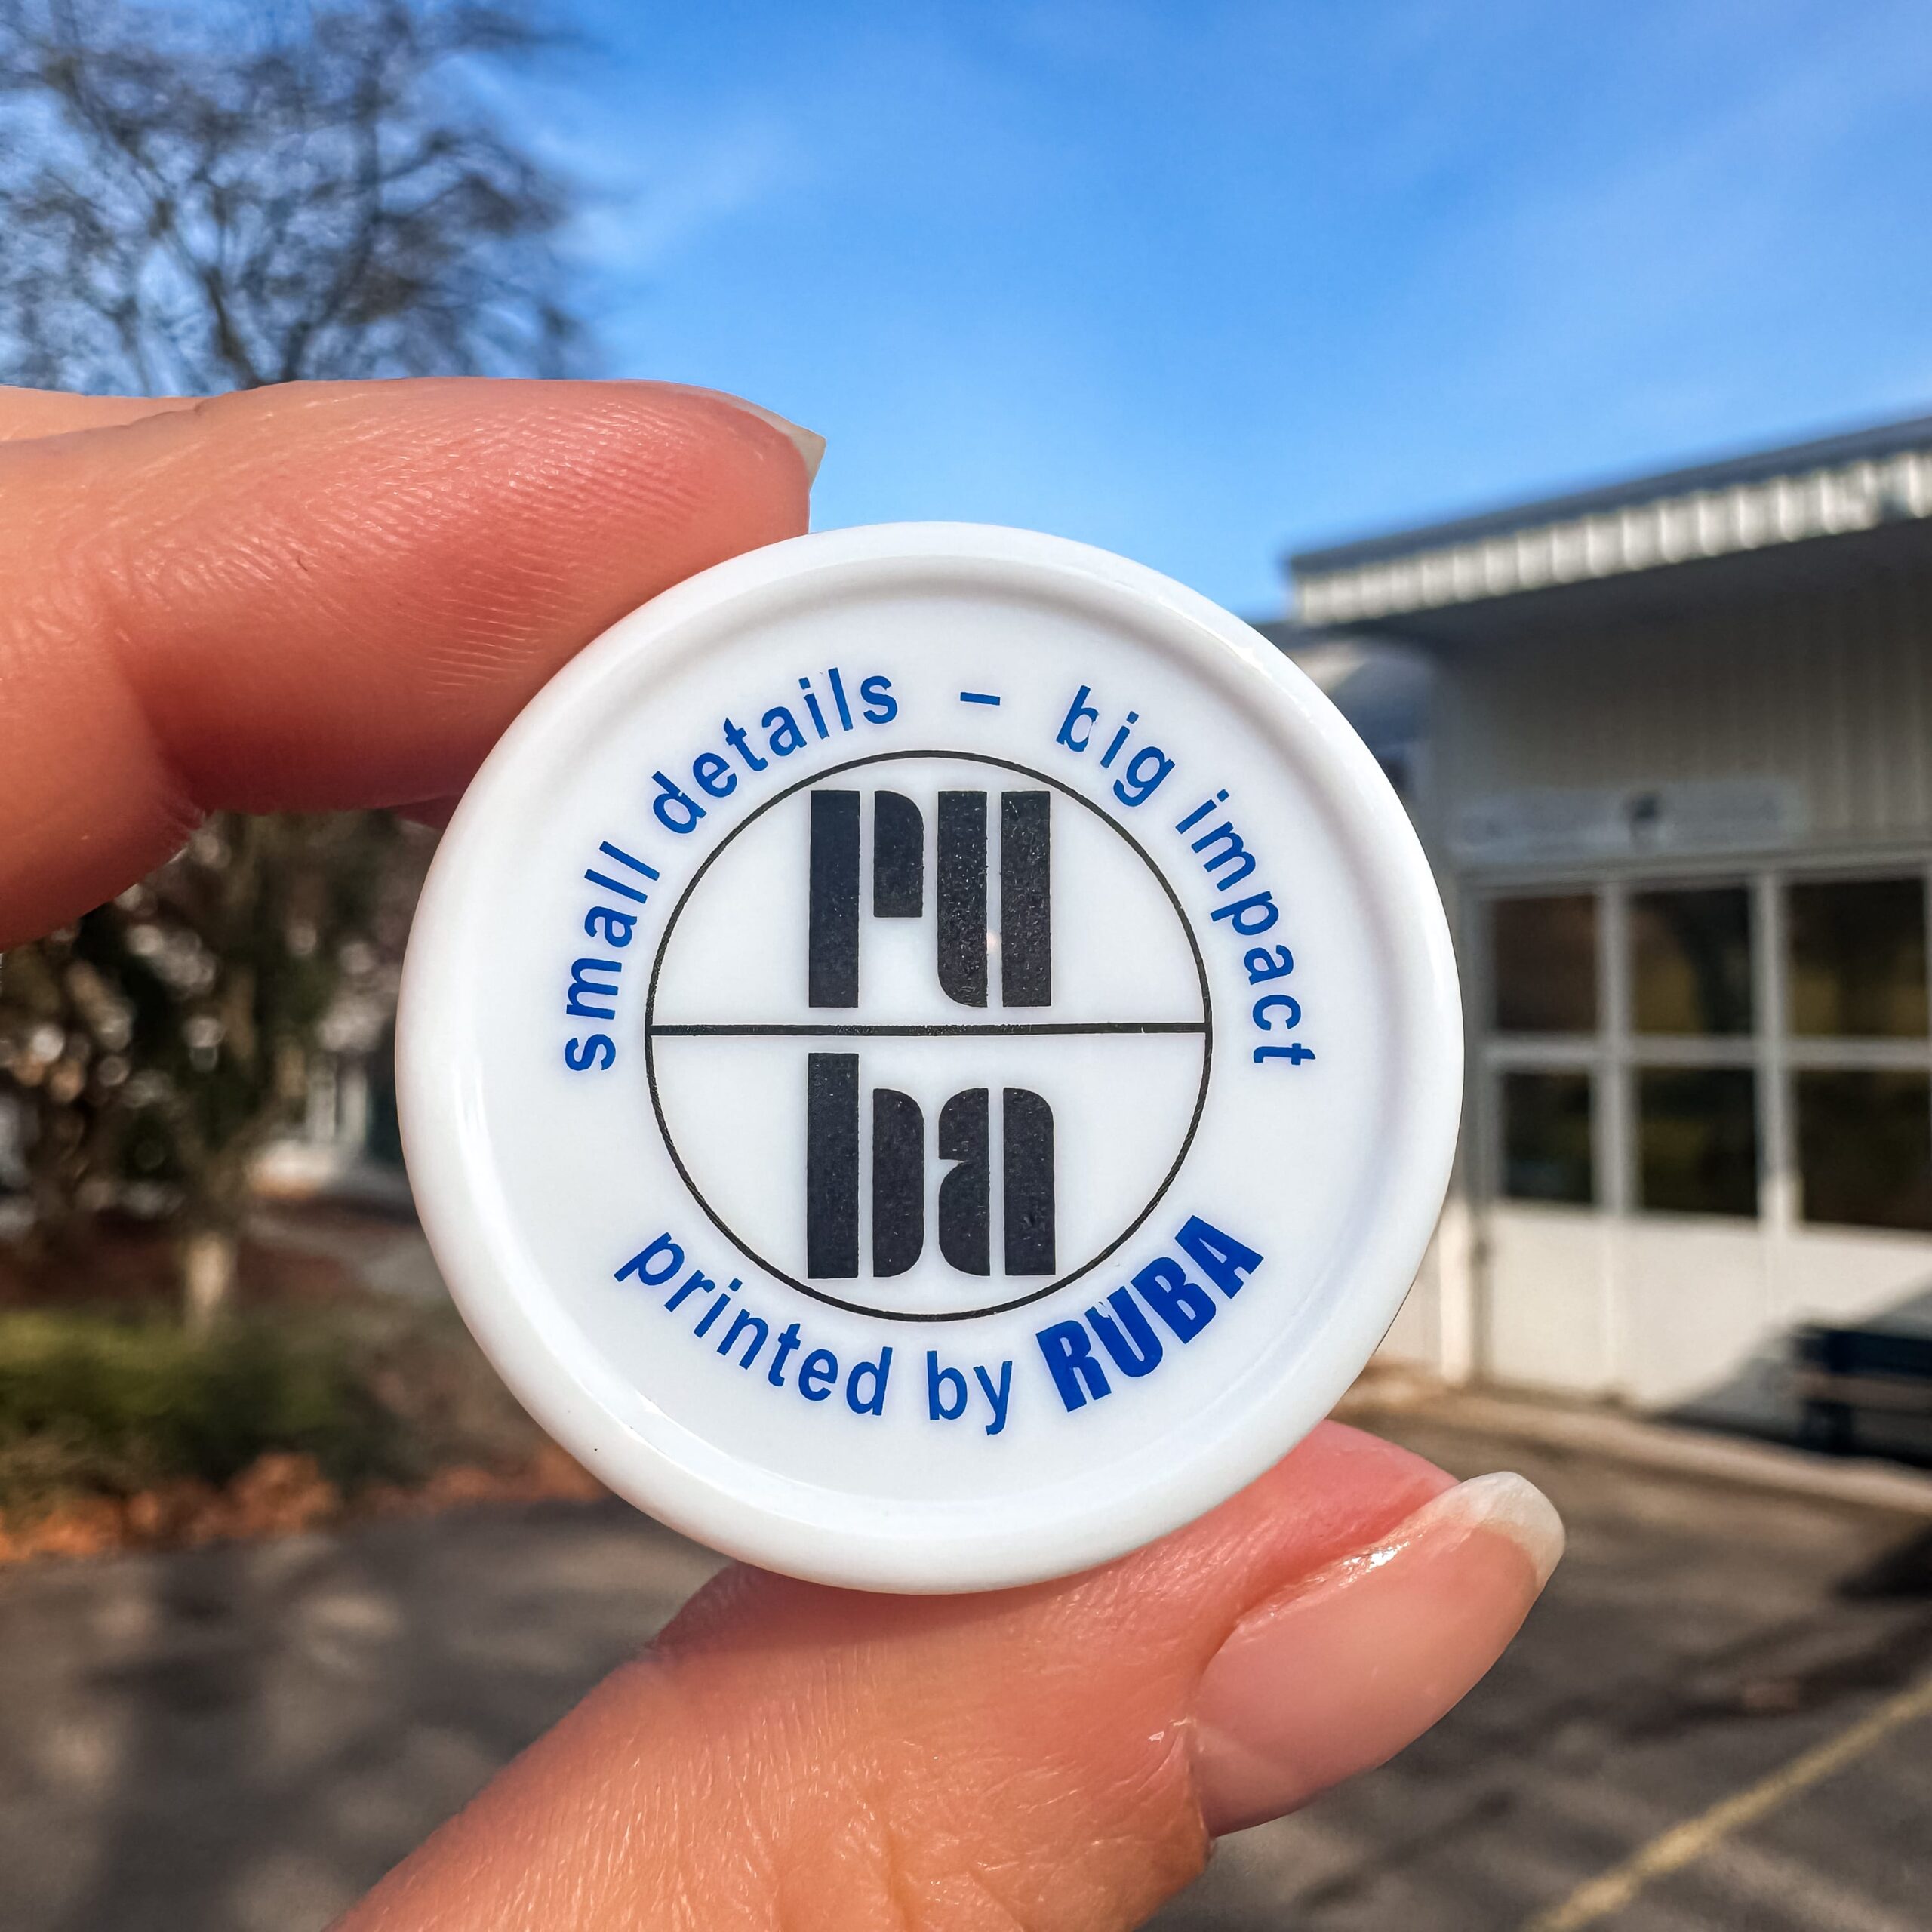 small details – big impact
ru
ba
printed by RUBA